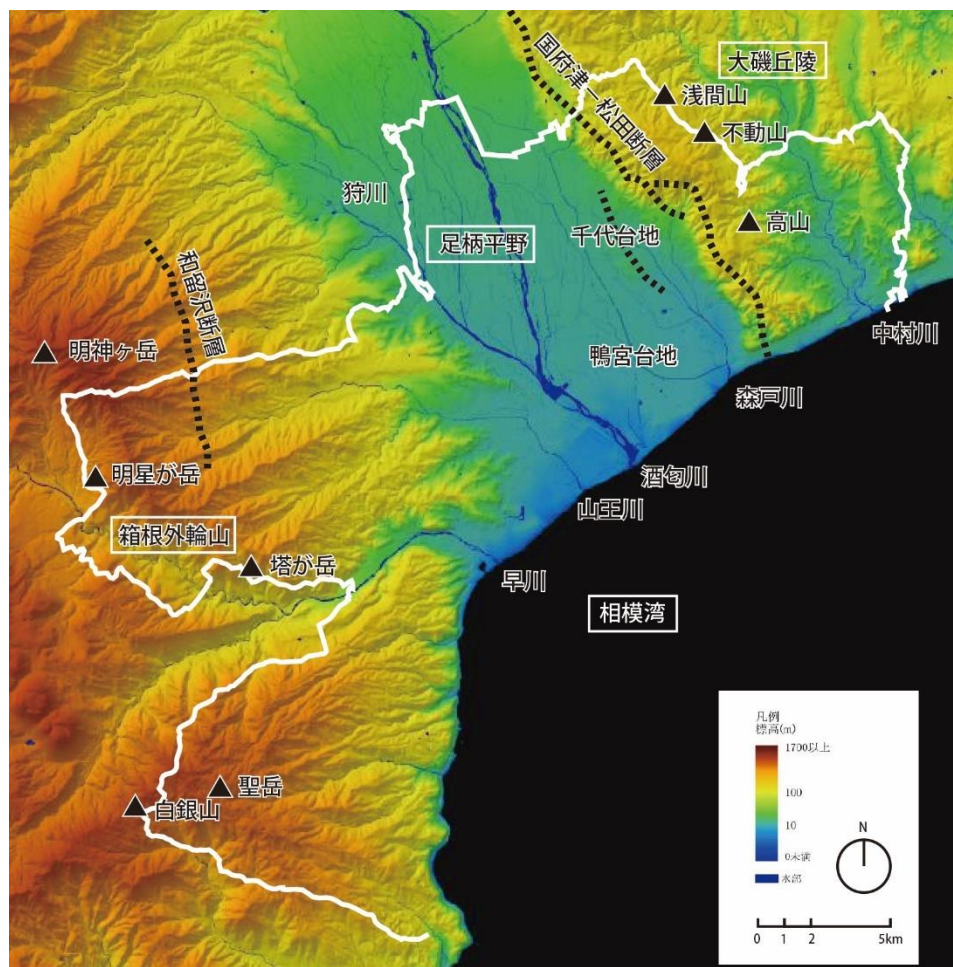 大磯丘陵
浅間山
国府津－松田断層
不動山
狩川
千代台地
高山
足柄平野
和留沢断層
中村川
明神ヶ岳
鴨宮台地
森戸川
明星が岳
酒匂川
山王川
箱根外輪山
塔が岳
早川
相模湾
凡例
標高(m)
1700以上
100
10
0未満
水部
N
0 1 2 5km
聖岳
白銀山